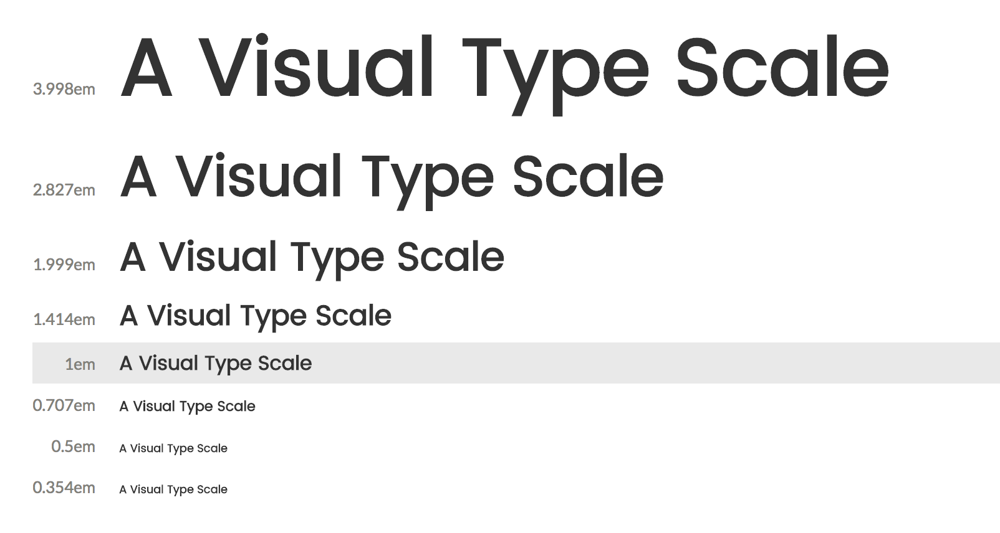 3.998em A Visual Type Scale
2.827em A Visual Type Scale
1.999em A Visual Type Scale
1.414em A Visual Type Scale
1em A Visual Type Scale
0.707em A Visual Type Scale
0.5em A Visual Type Scale
0.354em A Visual Type Scale